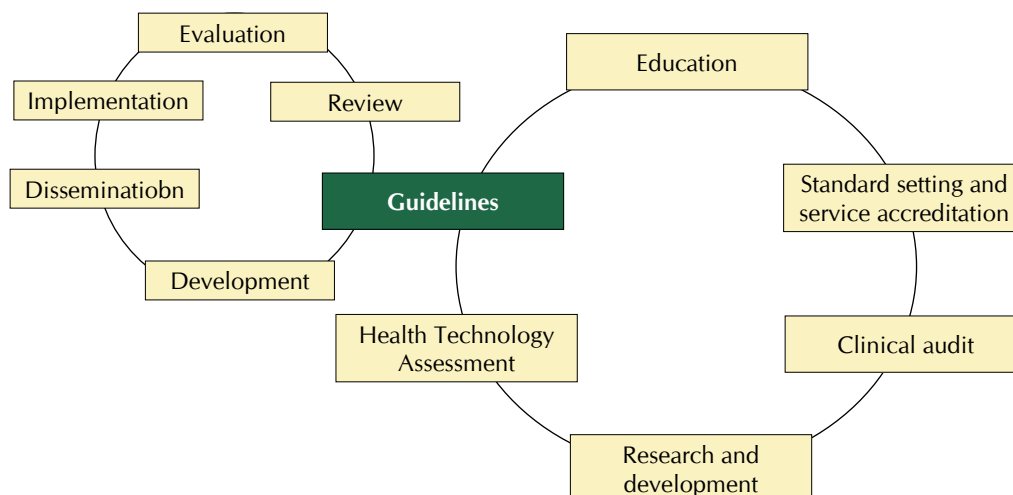 Evaluation
Education
Implementation
Review
Disseminatiobn
Guidelines
Standard setting and
service accreditation
Development
Health Technology
Assessment
Clinical audit
Research and
development